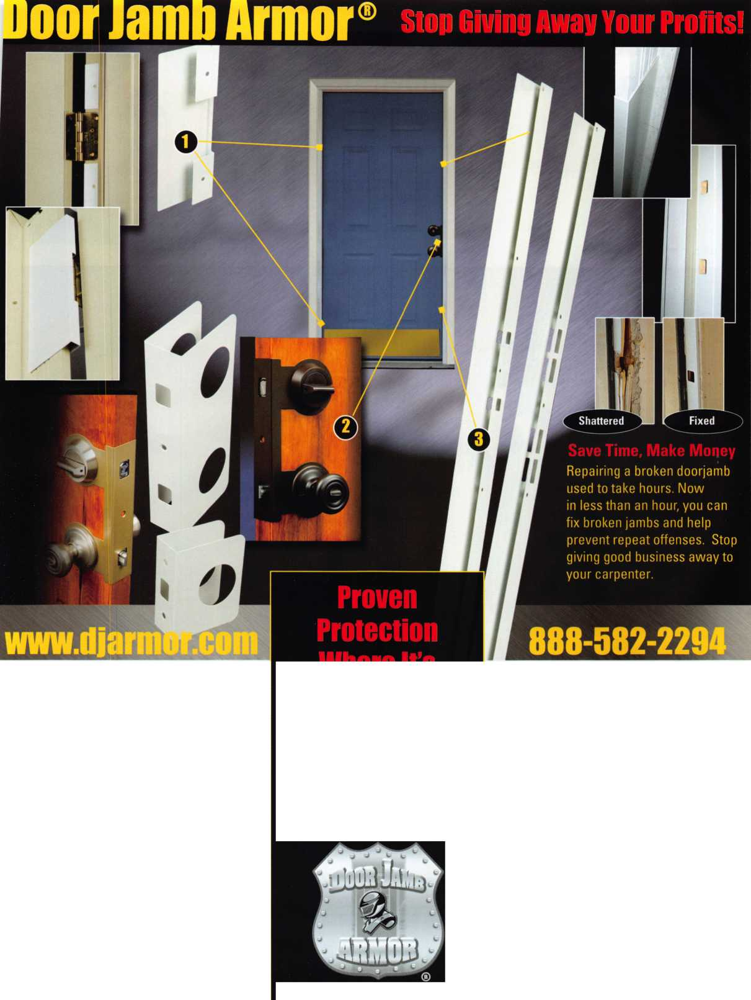 Door Jamb Armor®
Stop Giving Away Your Profits!
1
2
3
Shattered
Fixed
Save Time, Make Money
Repairing a broken doorjamb
used to take hours. Now
in less than an hour, you can
fix broken jambs and help
prevent repeat offenses. Stop
giving good business away to
your carpenter.
Proven
Protection
Where It's
www.djarmor.com
888-582-2294
DOOR JAMB
ARMOR
®